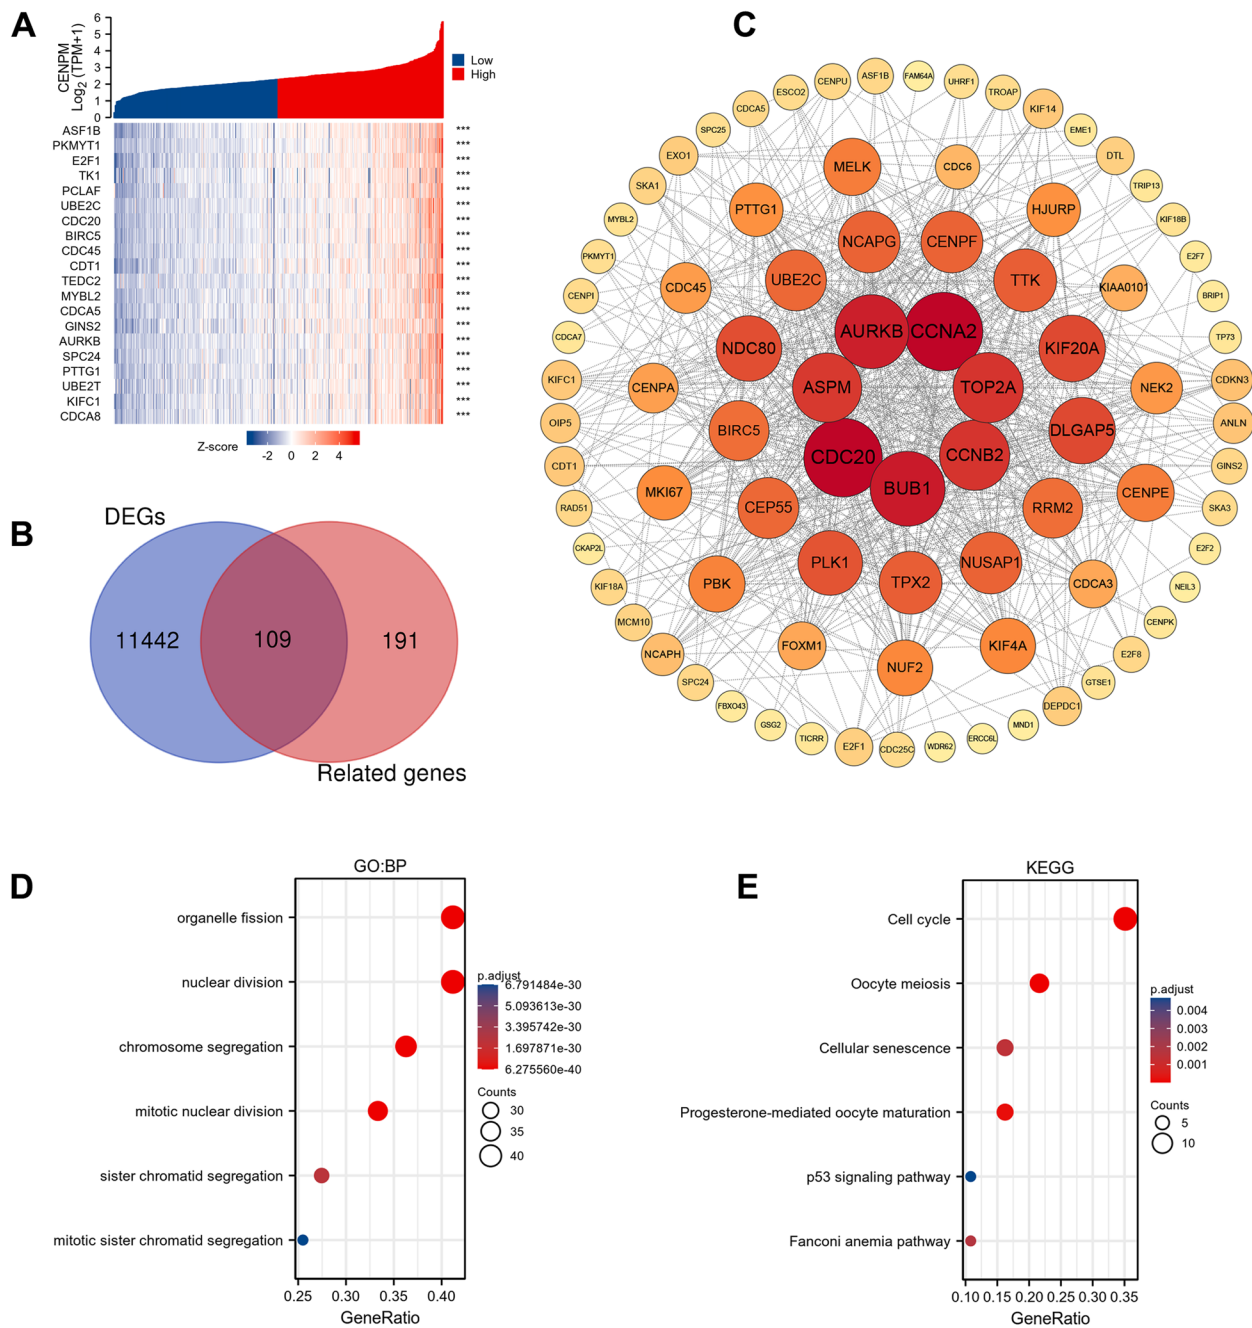 A
CENPM
Log2 (TPM+1)
6
5
4
3
2
1
0
Low
High
ASF1B ***
PKMYT1 ***
E2F1 ***
TK1 ***
PCLAF ***
UBE2C ***
CDC20 ***
BIRC5 ***
CDC45 ***
CDT1 ***
TEDC2 ***
MYBL2 ***
CDCA5 ***
GINS2 ***
AURKB ***
SPC24 ***
PTTG1 ***
UBE2T ***
KIFC1 ***
CDCA8 ***
Z-score
-2 0 2 4
B
DEGs
11442
109
191
Related genes
C
FAM64A
UHRF1
TROAP
KIF14
EME1
DTL
TRIP13
KIF18B
E2F7
BRIP1
TP73
CDKN3
ANLN
GINS2
SKA3
E2F2
NEIL3
CENPK
E2F8
GTSE1
DEPDC1
MND1
ERCC6L
WDR62
CDC25C
E2F1
TICRR
GSG2
FBXO43
SPC24
NCAPH
MCM10
KIF18A
CKAP2L
RAD51
CDT1
OIP5
KIFC1
CDCA7
CENPI
PKMYT1
MYBL2
SKA1
EXO1
SPC25
CDCA5
ESCO2
CENPU
ASF1B
MELK
CDC6
HJURP
KIAA0101
NEK2
CENPE
CDCA3
KIF4A
NUF2
FOXM1
PBK
MKI67
CENPA
CDC45
PTTG1
NCAPG
CENPF
TTK
KIF20A
DLGAP5
RRM2
NUSAP1
TPX2
PLK1
CEP55
BIRC5
NDC80
UBE2C
AURKB
CCNA2
TOP2A
CCNB2
BUB1
CDC20
ASPM
D
GO:BP
organelle fission
nuclear division
chromosome segregation
mitotic nuclear division
sister chromatid segregation
mitotic sister chromatid segregation
0.25 0.30 0.35 0.40
GeneRatio
p.adjust
6.791484e-30
5.093613e-30
3.395742e-30
1.697871e-30
6.275560e-40
Counts
30
35
40
E
KEGG
Cell cycle
Oocyte meiosis
Cellular senescence
Progesterone-mediated oocyte maturation
p53 signaling pathway
Fanconi anemia pathway
0.10 0.15 0.20 0.25 0.30 0.35
GeneRatio
p.adjust
0.004
0.003
0.002
0.001
Counts
5
10